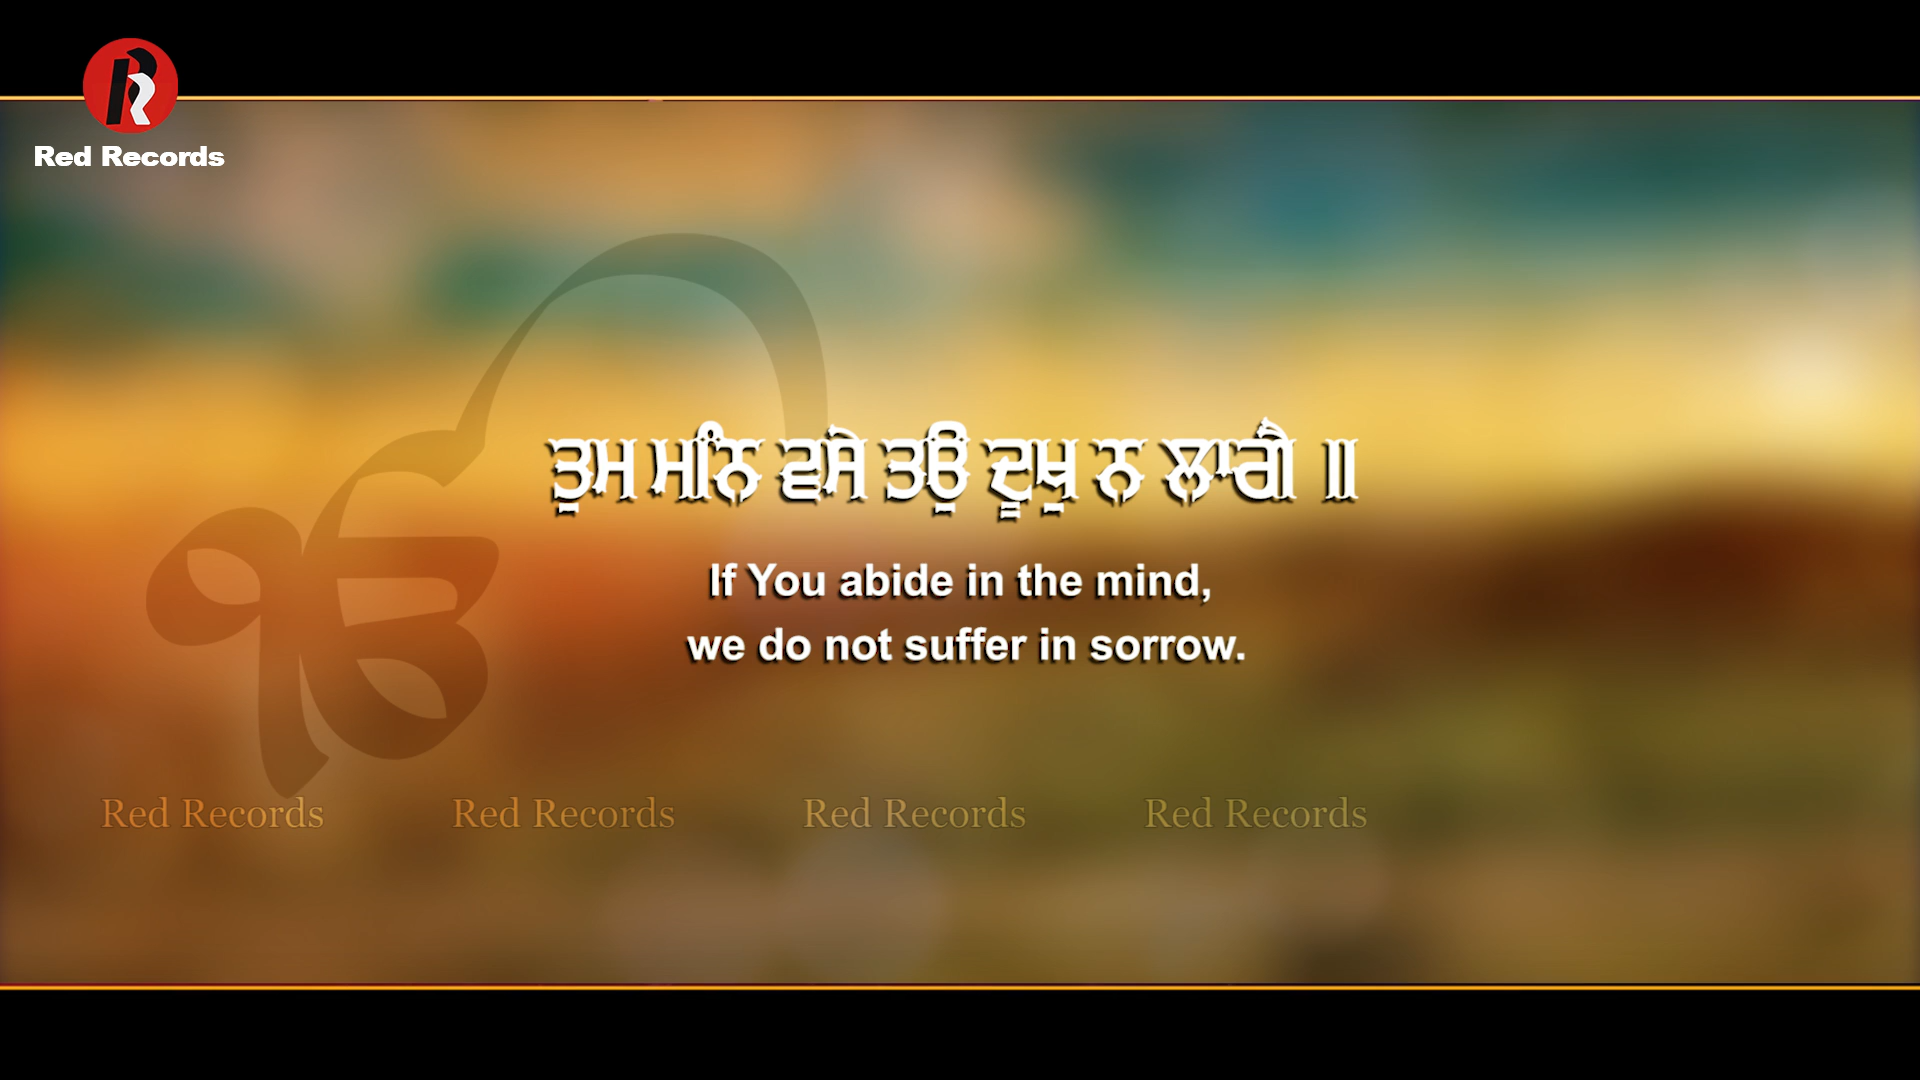 Red Records
ਤੁਮ ਮਨਿ ਵਸੇ ਤਉ ਦੂਖੁ ਨ ਲਾਗੈ ॥
If You abide in the mind,
we do not suffer in sorrow.
ੴ
Red Records Red Records Red Records Red Records